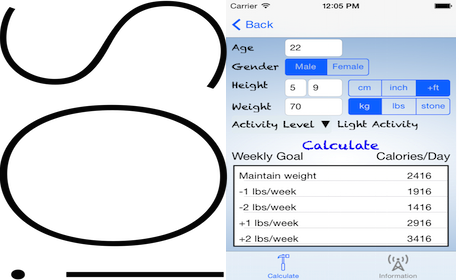 Carrier 12:05 PM
Back
Age 22
Gender Male Female
Height 5 9 cm inch +ft
Weight 70 kg lbs stone
Activity Level ▼ Light Activity
Calculate
Weekly Goal Calories/Day
Maintain weight 2416
-1 lbs/week 1916
-2 lbs/week 1416
+1 lbs/week 2916
+2 lbs/week 3416
Calculate Information